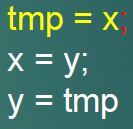 tmp = x;
x = y;
y = tmp